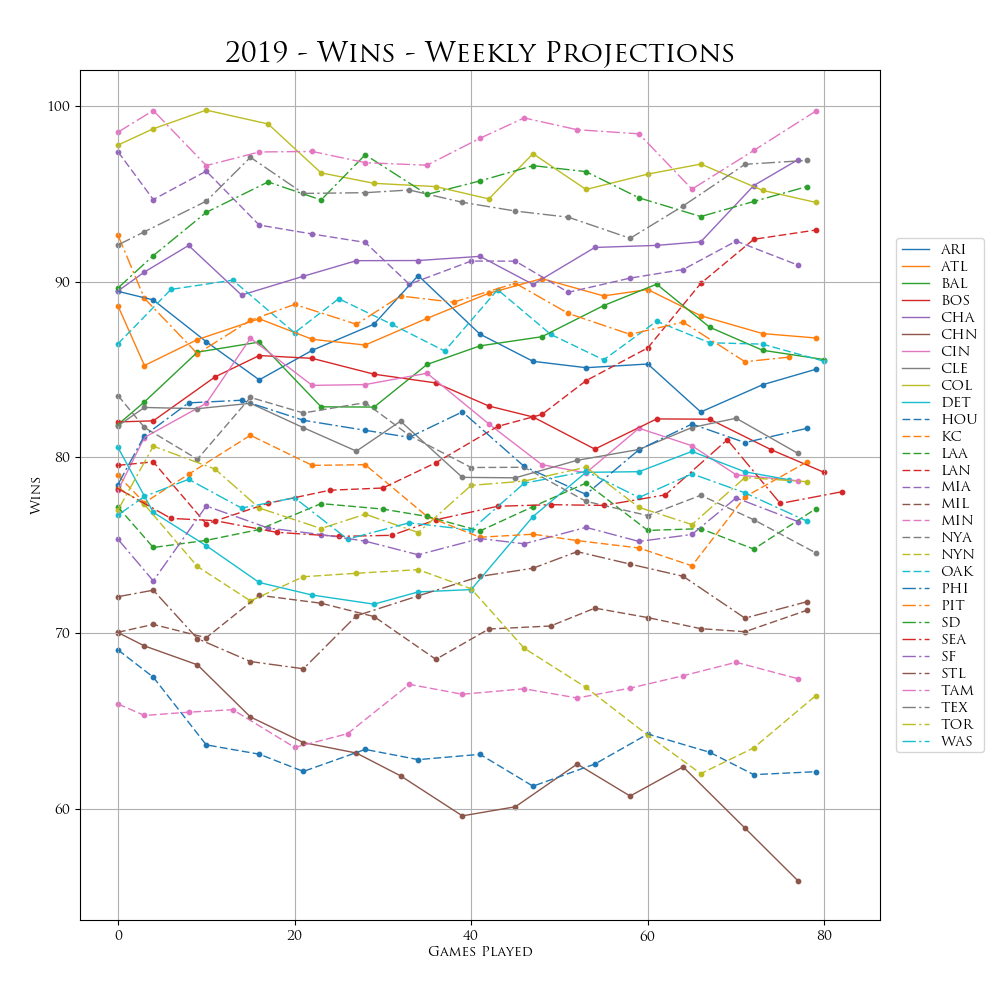 2019 - Wins - Weekly Projections
100
90
80
70
60
Wins
0 20 40 60 80
Games Played
ARI
ATL
BAL
BOS
CHA
CHN
CIN
CLE
COL
DET
HOU
KC
LAA
LAN
MIA
MIL
MIN
NYA
NYN
OAK
PHI
PIT
SD
SEA
SF
STL
TAM
TEX
TOR
WAS